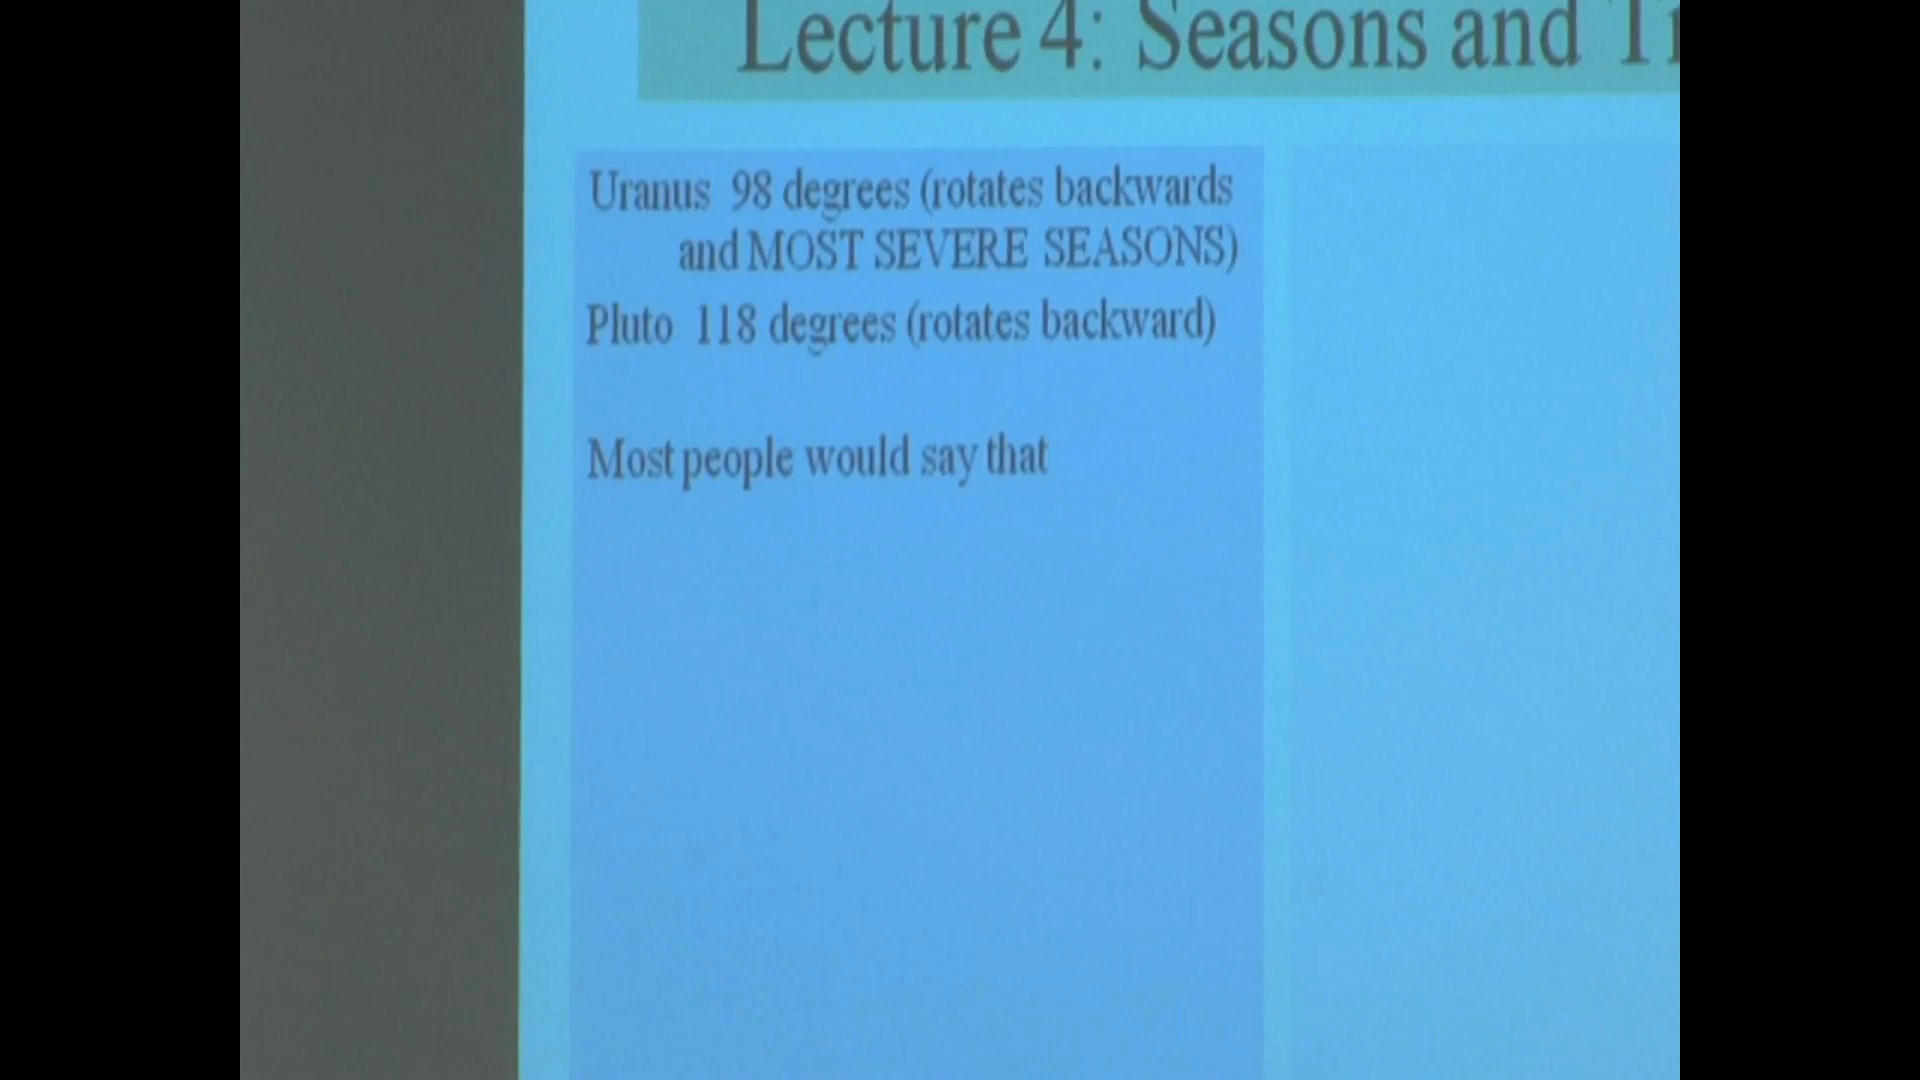 Lecture 4: Seasons and
Uranus 98 degrees (rotates backwards
and MOST SEVERE SEASONS)
Pluto 118 degrees (rotates backward)
Most people would say that